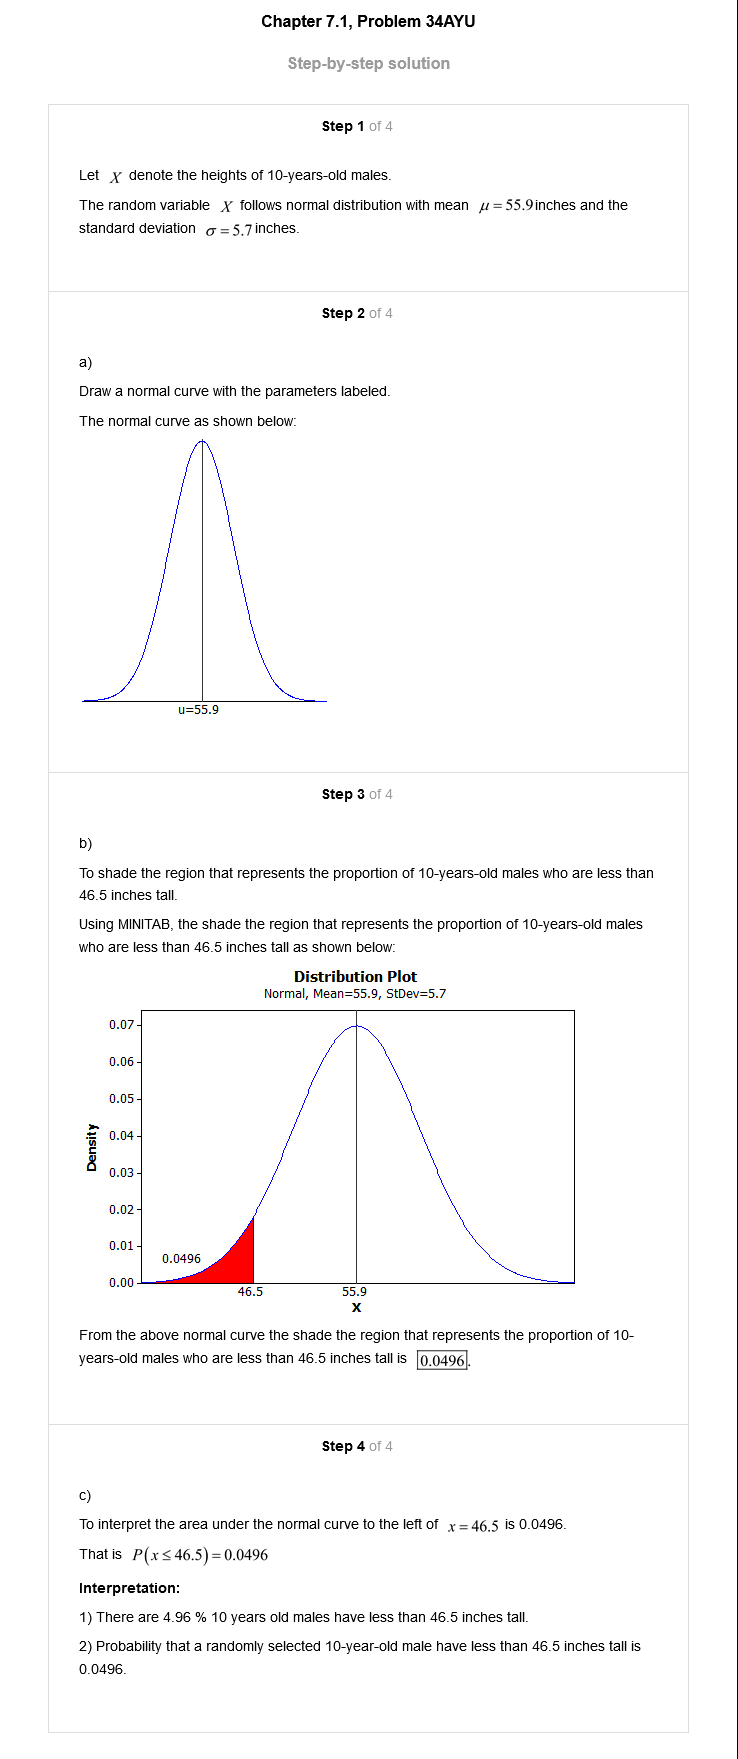 Chapter 7.1, Problem 34AYU
Step-by-step solution
Step 1 of 4
Let X denote the heights of 10-years-old males.
The random variable X follows normal distribution with mean μ = 55.9 inches and the
standard deviation σ = 5.7 inches.
Step 2 of 4
a)
Draw a normal curve with the parameters labeled.
The normal curve as shown below:
u=55.9
Step 3 of 4
b)
To shade the region that represents the proportion of 10-years-old males who are less than
46.5 inches tall.
Using MINITAB, the shade the region that represents the proportion of 10-years-old males
who are less than 46.5 inches tall as shown below:
Distribution Plot
Normal, Mean=55.9, StDev=5.7
0.07
0.06
0.05
0.04
0.03
0.02
0.01
0.00
Density
0.0496
46.5
55.9
X
From the above normal curve the shade the region that represents the proportion of 10-
years-old males who are less than 46.5 inches tall is 0.0496.
Step 4 of 4
c)
To interpret the area under the normal curve to the left of x = 46.5 is 0.0496.
That is P(x ≤ 46.5) = 0.0496
Interpretation:
1) There are 4.96 % 10 years old males have less than 46.5 inches tall.
2) Probability that a randomly selected 10-year-old male have less than 46.5 inches tall is
0.0496.